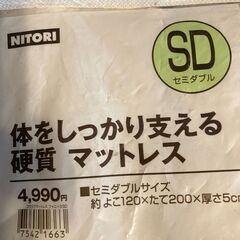 NITORI
SD
セミダブル
体をしっかり支える
硬質 マットレス
4,990円
■セミダブルサイズ
約 よこ120×たて200×厚さ5cm
7542 1663